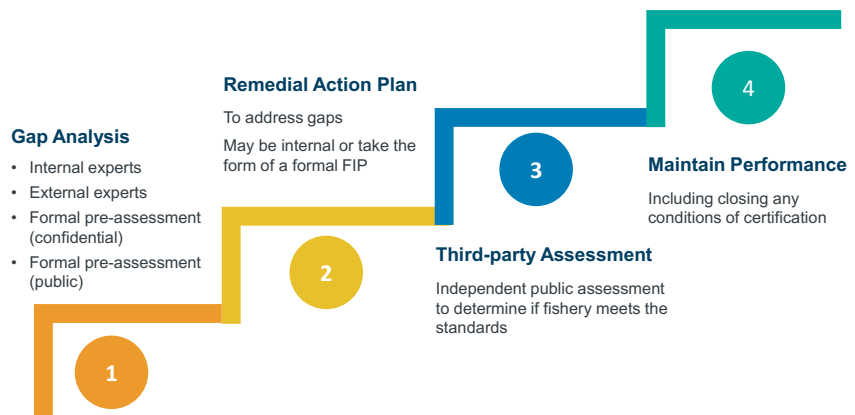 Gap Analysis
• Internal experts
• External experts
• Formal pre-assessment
(confidential)
• Formal pre-assessment
(public)
1
Remedial Action Plan
To address gaps
May be internal or take the
form of a formal FIP
2
3
Third-party Assessment
Independent public assessment
to determine if fishery meets the
standards
4
Maintain Performance
Including closing any
conditions of certification